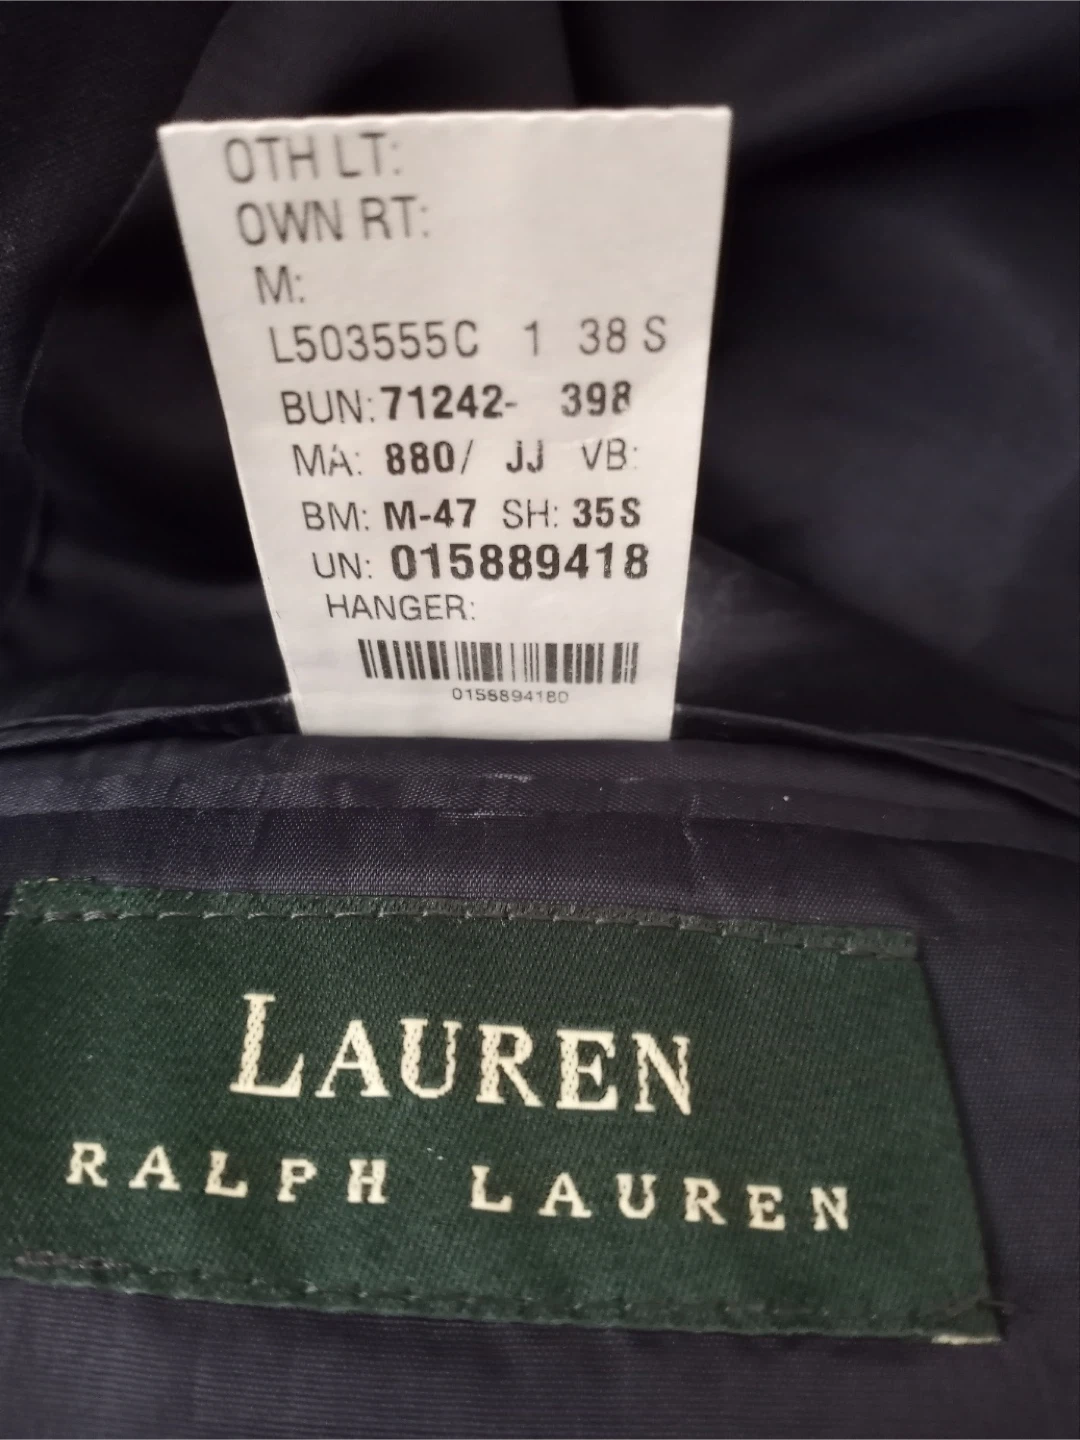 OTH LT:
OWN RT:
M:
L503555C 1 38 S
BUN: 71242- 398
MA: 880/ JJ VB:
BM: M-47 SH: 35S
UN: 015889418
HANGER:
0158894180
LAUREN
RALPH LAUREN